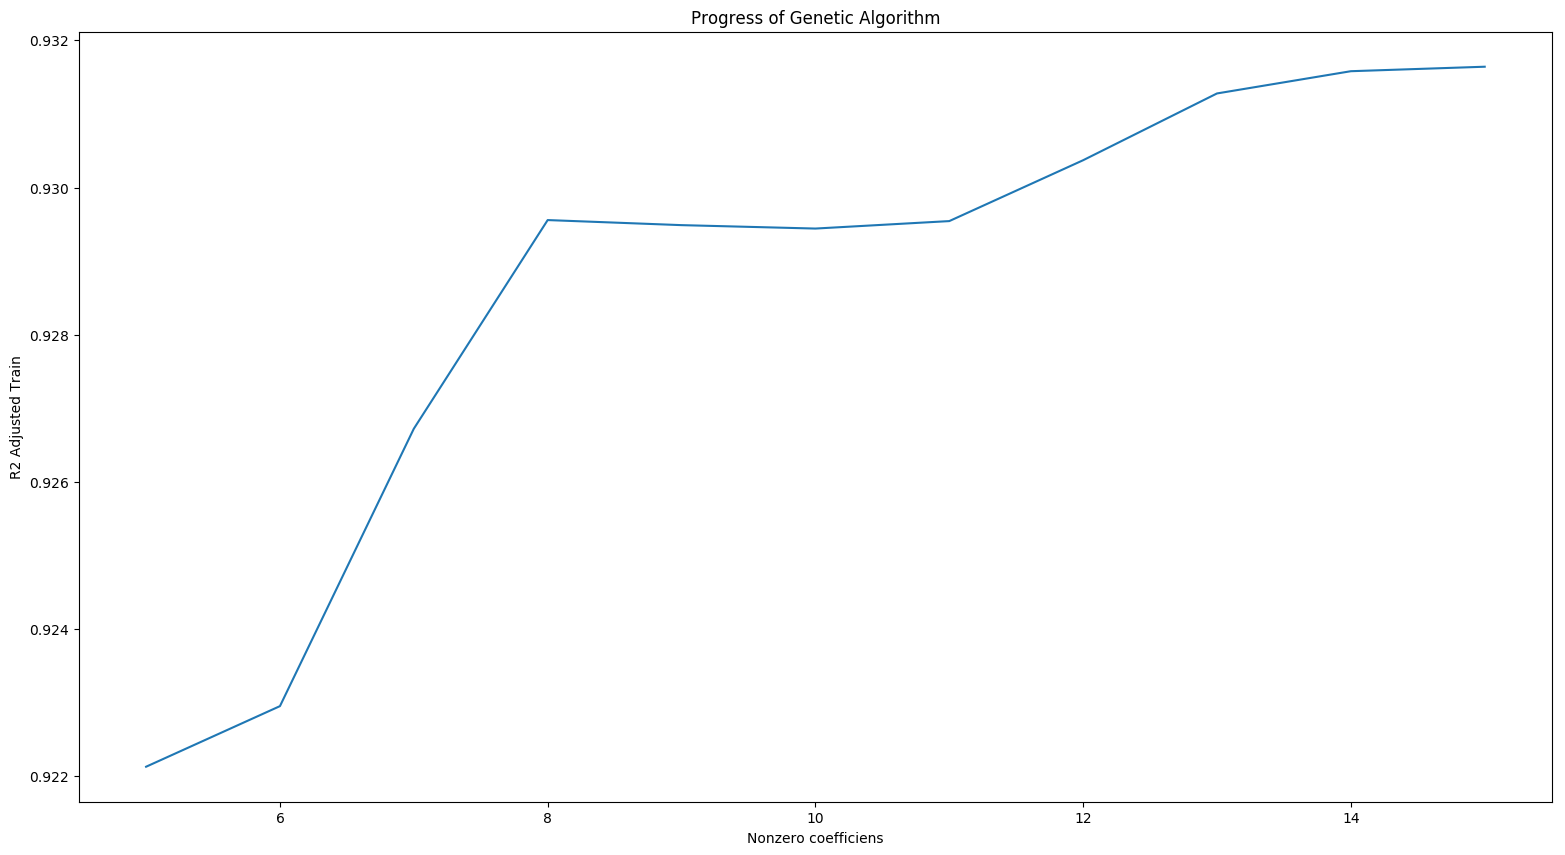 Progress of Genetic Algorithm
0.932
0.930
0.928
0.926
0.924
0.922
R2 Adjusted Train
6 8 10 12 14
Nonzero coefficiens